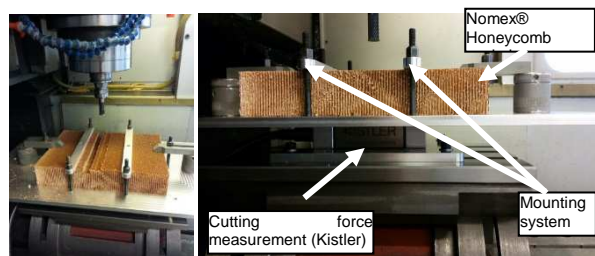 Nomex®
Honeycomb
KISTLER
Cutting force
measurement (Kistler)
Mounting
system